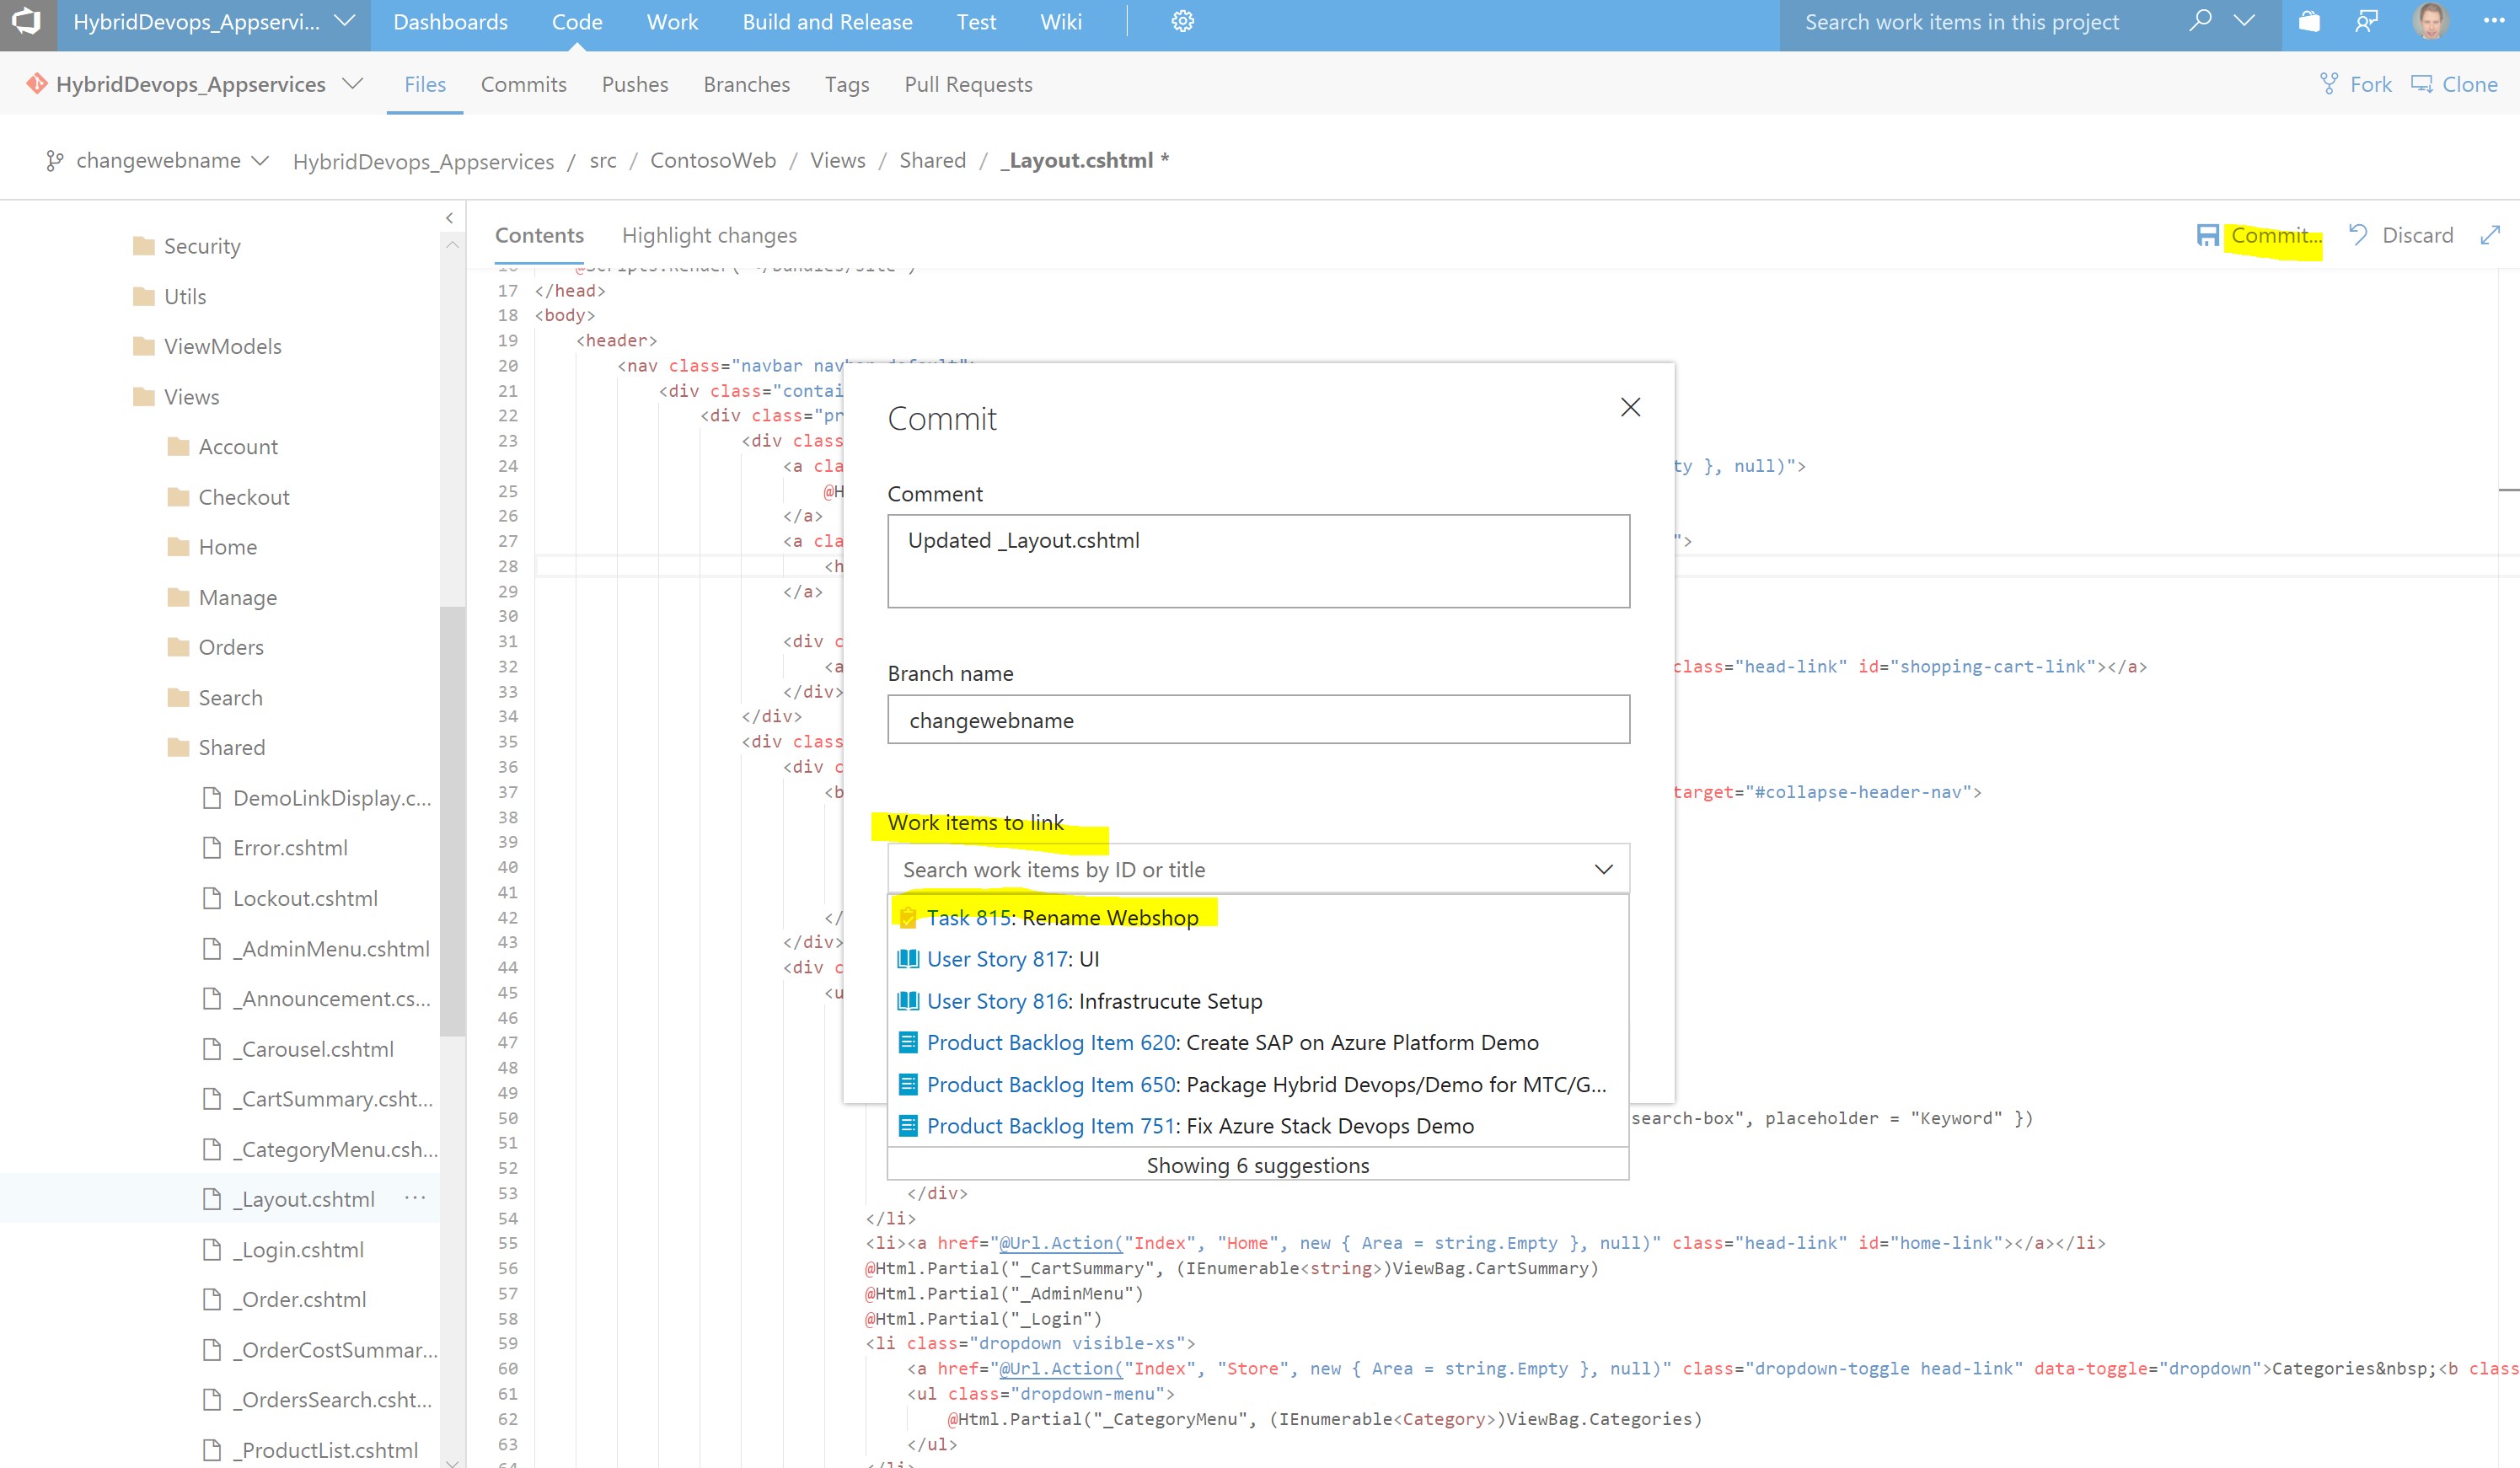 HybridDevops_Appservi... Dashboards Code Work Build and Release Test Wiki Search work items in this project
HybridDevops_Appservices Files Commits Pushes Branches Tags Pull Requests Fork Clone
changewebname HybridDevops_Appservices / src / ContosoWeb / Views / Shared / _Layout.cshtml *
Contents Highlight changes Commit... Discard
Security
Utils
ViewModels
Views
Account
Checkout
Home
Manage
Orders
Search
Shared
DemoLinkDisplay.c...
Error.cshtml
Lockout.cshtml
_AdminMenu.cshtml
_Announcement.cs...
_Carousel.cshtml
_CartSummary.csht...
_CategoryMenu.csh...
_Layout.cshtml ...
_Login.cshtml
_Order.cshtml
_OrderCostSummar...
_OrdersSearch.csht...
_ProductList.cshtml
17 </head>
18 <body>
19 <header>
20 <nav class="navbar
21 <div class="contai
22 <div class="pr
23 <div class
24 <a cla ty }, null)">
25 @H
26 </a>
27 <a cla ">
28 <h
29 </a>
30
31 <div c
32 <a class="head-link" id="shopping-cart-link"></a>
33 </div>
34 </div>
35 <div class
36 <div c
37 <b target="#collapse-header-nav">
38
39
40
41
42 </
43 </div>
44 <div c
45 <u
46
47
48
49
50 search-box", placeholder = "Keyword" })
51
52
53 </div>
54 </li>
55 <li><a href="@Url.Action("Index", "Home", new { Area = string.Empty }, null)" class="head-link" id="home-link"></a></li>
56 @Html.Partial("_CartSummary", (IEnumerable<string>)ViewBag.CartSummary)
57 @Html.Partial("_AdminMenu")
58 @Html.Partial("_Login")
59 <li class="dropdown visible-xs">
60 <a href="@Url.Action("Index", "Store", new { Area = string.Empty }, null)" class="dropdown-toggle head-link" data-toggle="dropdown">Categories&nbsp;<b class
61 <ul class="dropdown-menu">
62 @Html.Partial("_CategoryMenu", (IEnumerable<Category>)ViewBag.Categories)
63 </ul>
Commit
Comment
Updated _Layout.cshtml
Branch name
changewebname
Work items to link
Search work items by ID or title
Task 815: Rename Webshop
User Story 817: UI
User Story 816: Infrastrucute Setup
Product Backlog Item 620: Create SAP on Azure Platform Demo
Product Backlog Item 650: Package Hybrid Devops/Demo for MTC/G...
Product Backlog Item 751: Fix Azure Stack Devops Demo
Showing 6 suggestions